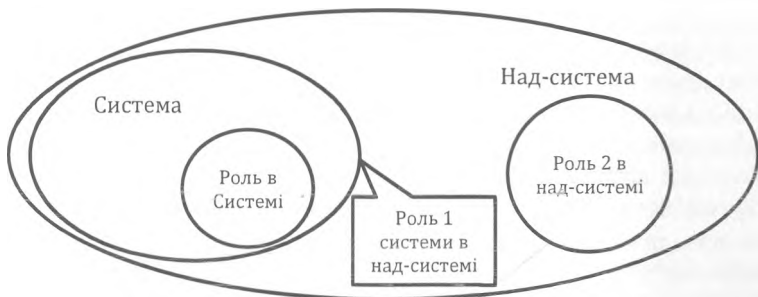 Система
Над-система
Роль в
Системі
Роль 1
системи в
над-системі
Роль 2 в
над-системі